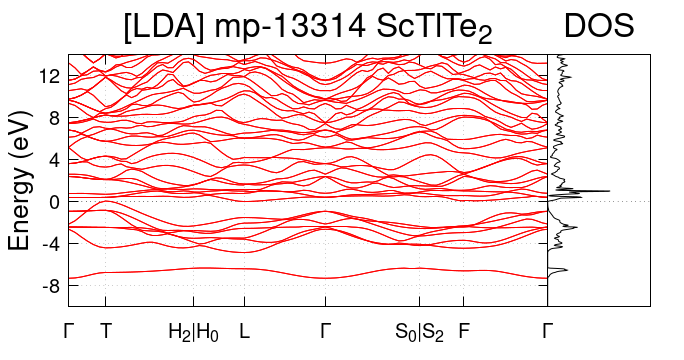 [LDA] mp-13314 ScTlTe₂ DOS
Energy (eV)
12
8
4
0
-4
-8
Γ T H₂|H₀ L Γ S₀|S₂ F Γ